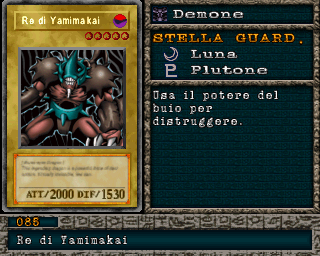 Re di Yamimakai
ATT/2000 DIF/1530
Demone
STELLA GUARD.
Luna
Plutone
Usa il potere del
buio per
distruggere.
085
Re di Yamimakai